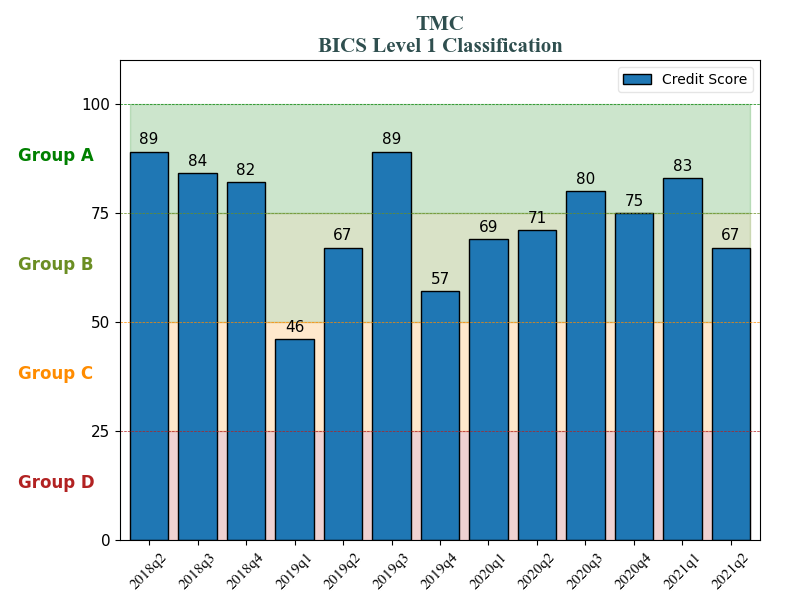 TMC
BICS Level 1 Classification
Credit Score
100
75
50
25
0
Group A
Group B
Group C
Group D
89
84
82
46
67
89
57
69
71
80
75
83
67
2018q2
2018q3
2018q4
2019q1
2019q2
2019q3
2019q4
2020q1
2020q2
2020q3
2020q4
2021q1
2021q2